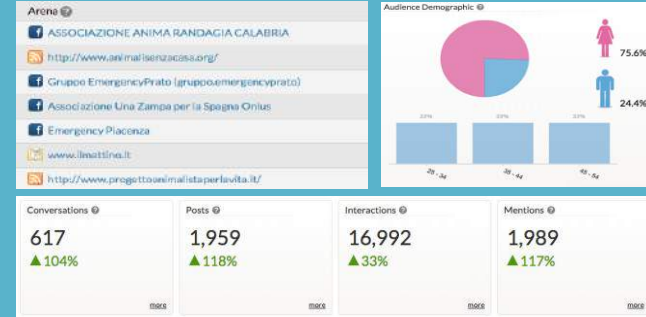 Arena
ASSOCIAZIONE ANIMA RANDAGIA CALABRIA
http://www.animalisenzacasa.org/
Gruppo EmergencyPrato (gruppo.emergencyprato)
Associazione Una Zampa per la Spagna Onlus
Emergency Piacenza
www.ilmattino.it
http://www.progettoanimalistaperlavita.it/
Audience Demographic
75.6%
24.4%
33% 33% 33%
25 - 34 35 - 44 45 - 54
Conversations
617
▲104%
more
Posts
1,959
▲118%
more
Interactions
16,992
▲33%
more
Mentions
1,989
▲117%
more